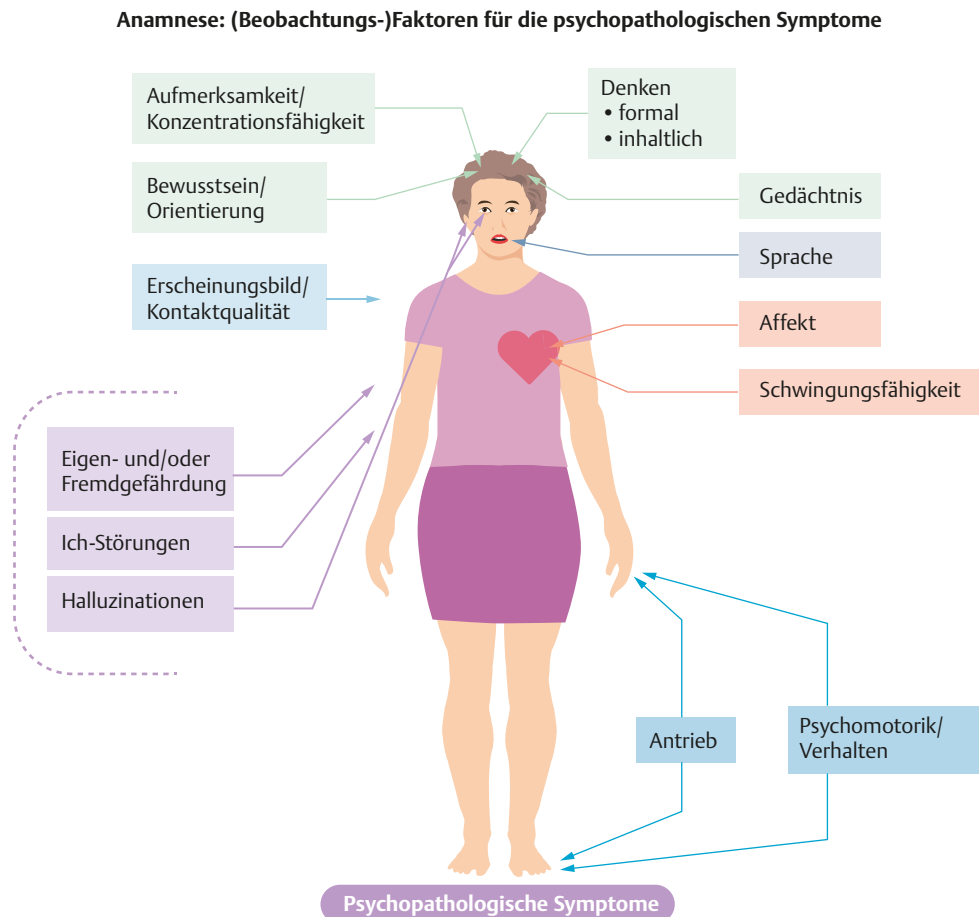 Anamnese: (Beobachtungs-)Faktoren für die psychopathologischen Symptome
Aufmerksamkeit/
Konzentrationsfähigkeit
Denken
• formal
• inhaltlich
Bewusstsein/
Orientierung
Gedächtnis
Sprache
Erscheinungsbild/
Kontaktqualität
Affekt
Schwingungsfähigkeit
Eigen- und/oder
Fremdgefährdung
Ich-Störungen
Halluzinationen
Antrieb
Psychomotorik/
Verhalten
Psychopathologische Symptome